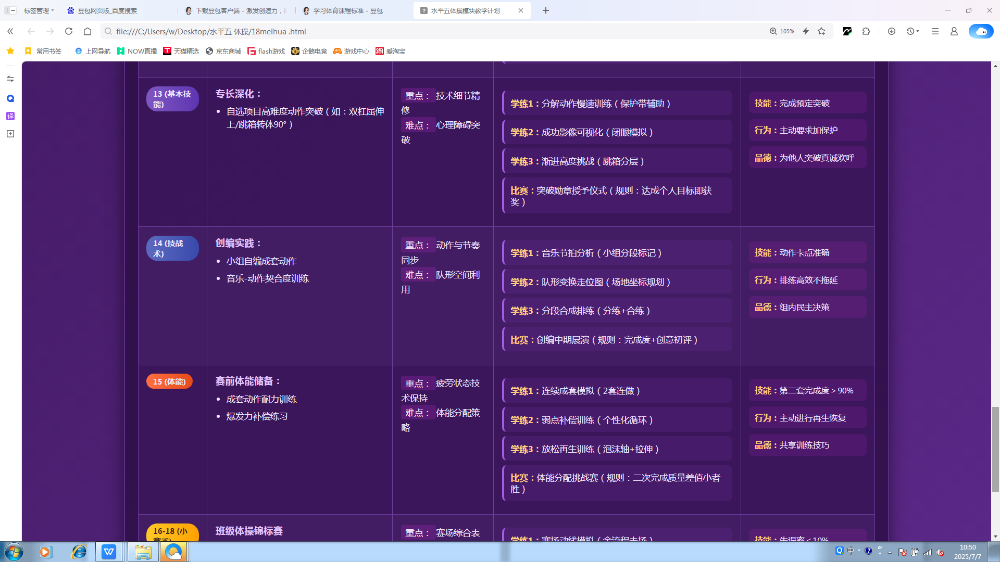 标签管理
豆包网页版_百度搜索
下载豆包客户端 - 激发创造力，
学习体育课程标准 - 豆包
水平五体操模块教学计划
file:///C:/Users/w/Desktop/水平五 体操/18meihua .html
105%
常用书签
上网导航
NOW直播
天猫精选
京东商城
flash游戏
企鹅电竞
游戏中心
爱淘宝
译
13 (基本技
能)
专长深化：
自选项目高难度动作突破（如：双杠屈伸
上/跳箱转体90°）
重点： 技术细节精
修
难点： 心理障碍突
破
学练1：分解动作慢速训练（保护带辅助）
学练2：成功影像可视化（闭眼模拟）
学练3：渐进高度挑战（跳箱分层）
比赛：突破勋章授予仪式（规则：达成个人目标即获
奖）
技能：完成预定突破
行为：主动要求加保护
品德：为他人突破真诚欢呼
14 (技战
术)
创编实践：
小组自编成套动作
音乐-动作契合度训练
重点： 动作与节奏
同步
难点： 队形空间利
用
学练1：音乐节拍分析（小组分段标记）
学练2：队形变换走位图（场地坐标规划）
学练3：分段合成排练（分练+合练）
比赛：创编中期展演（规则：完成度+创意初评）
技能：动作卡点准确
行为：排练高效不拖延
品德：组内民主决策
15 (体能)
赛前体能储备：
成套动作耐力训练
爆发力补偿练习
重点： 疲劳状态技
术保持
难点： 体能分配策
略
学练1：连续成套模拟（2套连做）
学练2：弱点补偿训练（个性化循环）
学练3：放松再生训练（泡沫轴+拉伸）
比赛：体能分配挑战赛（规则：二次完成质量差值小者
胜）
技能：第二套完成度＞90%
行为：主动进行再生恢复
品德：共享训练技巧
16-18 (小
赛季)
班级体操锦标赛
重点： 赛场综合表
学练1：赛场动线模拟（全流程走场）
技能：失误率＜10%
中
10:50
2025/7/7